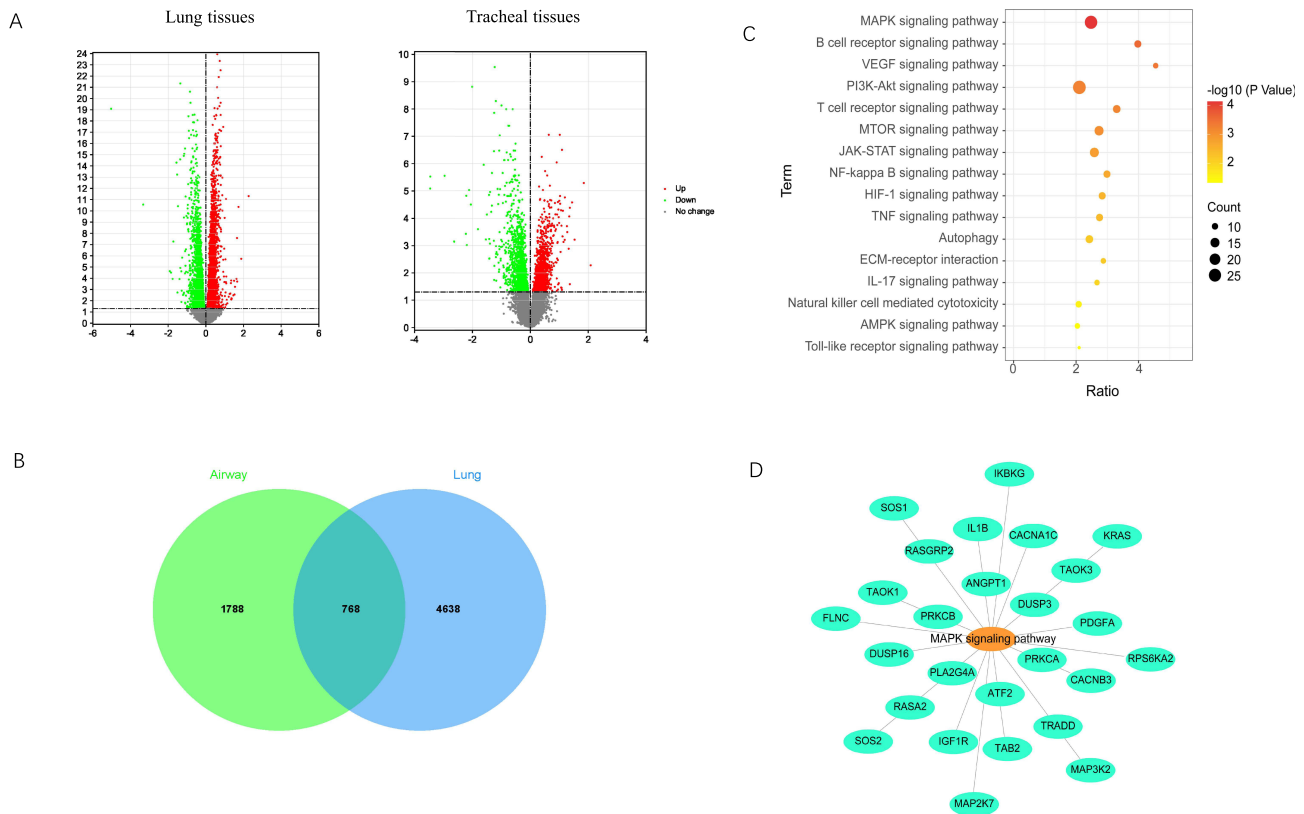 A
Lung tissues
Tracheal tissues
24
23
22
21
20
19
18
17
16
15
14
13
12
11
10
9
8
7
6
5
4
3
2
1
0
-6
-4
-2
0
2
4
6
10
9
8
7
6
5
4
3
2
1
0
-4
-2
0
2
4
Up
Down
No change
C
Term
MAPK signaling pathway
B cell receptor signaling pathway
VEGF signaling pathway
PI3K-Akt signaling pathway
T cell receptor signaling pathway
MTOR signaling pathway
JAK-STAT signaling pathway
NF-kappa B signaling pathway
HIF-1 signaling pathway
TNF signaling pathway
Autophagy
ECM-receptor interaction
IL-17 signaling pathway
Natural killer cell mediated cytotoxicity
AMPK signaling pathway
Toll-like receptor signaling pathway
0
2
4
Ratio
-log10 (P Value)
4
3
2
Count
10
15
20
25
B
Airway
Lung
1788
768
4638
D
IKBKG
SOS1
IL1B
CACNA1C
KRAS
RASGRP2
TAOK3
ANGPT1
TAOK1
DUSP3
FLNC
PRKCB
PDGFA
MAPK signaling pathway
DUSP16
PRKCA
RPS6KA2
PLA2G4A
CACNB3
ATF2
RASA2
TRADD
SOS2
IGF1R
TAB2
MAP3K2
MAP2K7